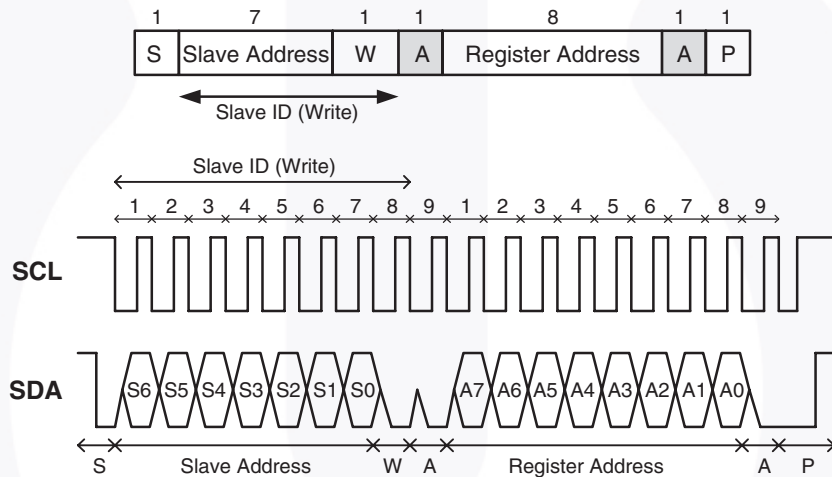 1 7 1 1 8 1 1
S Slave Address W A Register Address A P
Slave ID (Write)
Slave ID (Write)
1 2 3 4 5 6 7 8 9 1 2 3 4 5 6 7 8 9
SCL
SDA S6 S5 S4 S3 S2 S1 S0 A7 A6 A5 A4 A3 A2 A1 A0
S Slave Address W A Register Address A P